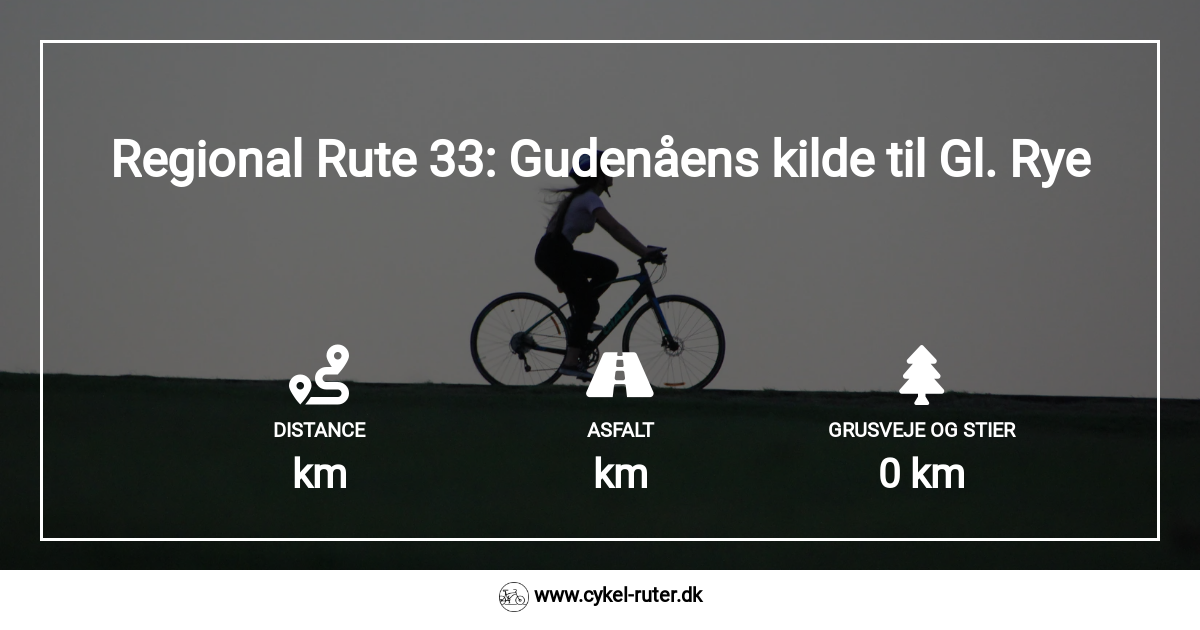 Regional Rute 33: Gudenåens kilde til Gl. Rye
DISTANCE
km
ASFALT
km
GRUSVEJE OG STIER
0 km
www.cykel-ruter.dk